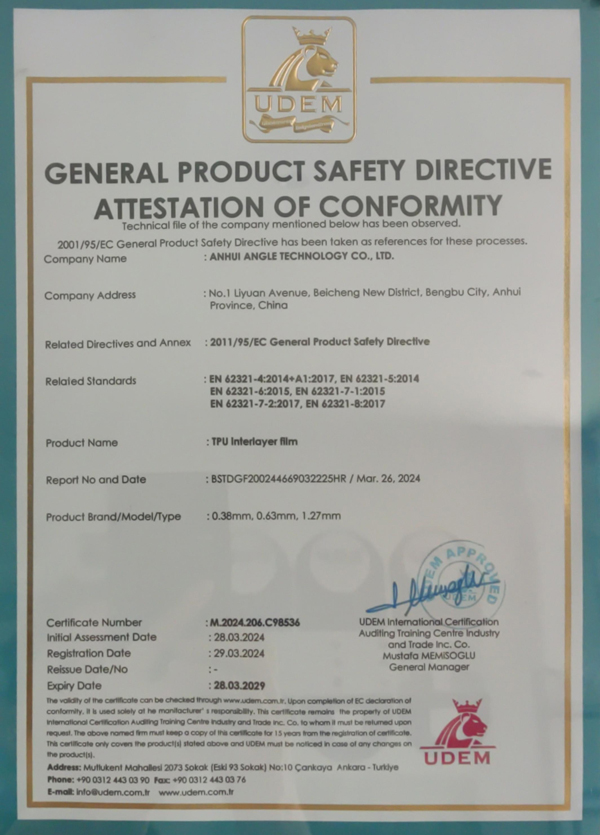 UDEM
GENERAL PRODUCT SAFETY DIRECTIVE
ATTESTATION OF CONFORMITY
Technical file of the company mentioned below has been observed.
2001/95/EC General Product Safety Directive has been taken as references for these processes.
Company Name : ANHUI ANGLE TECHNOLOGY CO., LTD.
Company Address : No.1 Liyuan Avenue, Beicheng New District, Bengbu City, Anhui
Province, China
Related Directives and Annex : 2011/95/EC General Product Safety Directive
Related Standards : EN 62321-4:2014+A1:2017, EN 62321-5:2014
EN 62321-6:2015, EN 62321-7-1:2015
EN 62321-7-2:2017, EN 62321-8:2017
Product Name : TPU Interlayer film
Report No and Date : BSTDGF200244669032225HR / Mar. 26, 2024
Product Brand/Model/Type : 0.38mm, 0.63mm, 1.27mm
UDEM APPROVED
UDEM
Certificate Number : M.2024.206.C98536
Initial Assessment Date : 28.03.2024
Registration Date : 29.03.2024
Reissue Date/No : -
Expiry Date : 28.03.2029
UDEM International Certification
Auditing Training Centre Industry
and Trade Inc. Co.
Mustafa MEMİSOĞLU
General Manager
The validity of the certificate can be checked through www.udem.com.tr. Upon completion of EC declaration of
conformity, it is used solely at the manifacturer' s responsibility. This certificate remains the property of UDEM
International Certification Auditing Training Centre Industry and Trade Inc. Co. to whom it must be returned upon
request. The above named firm must keep a copy of this certificate for 15 years from the registration of certificate.
This certificate only covers the product(s) stated above and UDEM must be noticed in case of any changes on
the product(s).
Address: Mutlukent Mahallesi 2073 Sokak (Eski 93 Sokak) No:10 Çankaya Ankara - Turkiye
Phone: +90 0312 443 03 90 Fax: +90 0312 443 03 76
E-mail: info@udem.com.tr www.udem.com.tr
UDEM